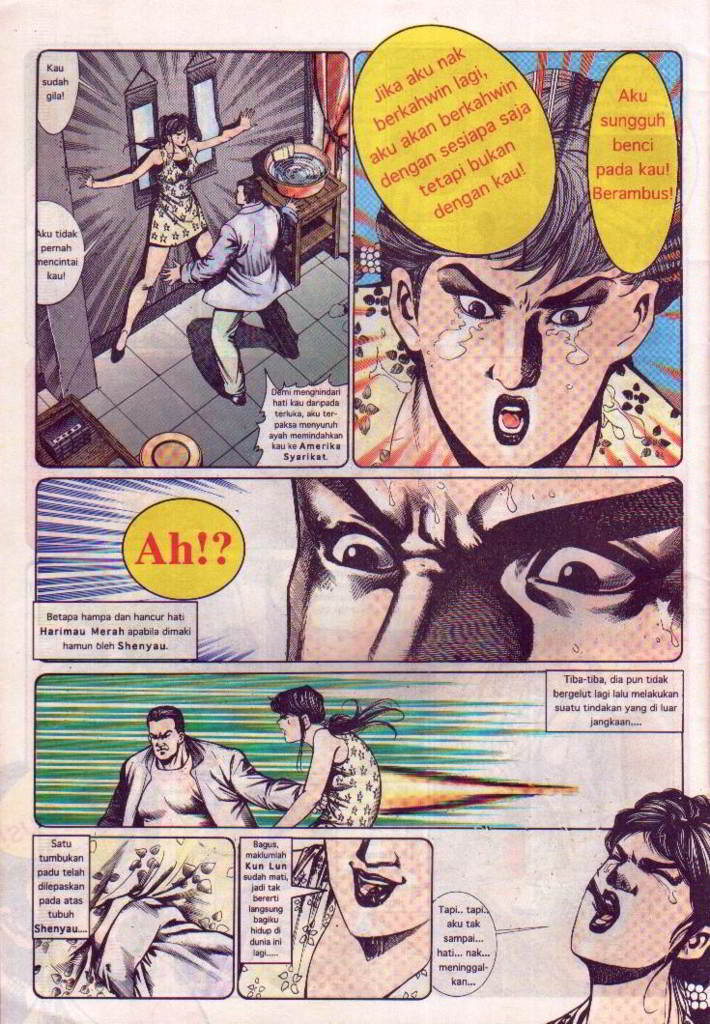 Kau
sudah
gila!
Aku tidak
pernah
mencintai
kau!
Demi menghindari
hati kau daripada
terluka, aku ter-
paksa menyuruh
ayah memindahkan
kau ke Amerika
Syarikat.
Jika aku nak
berkahwin lagi,
aku akan berkahwin
dengan sesiapa saja
tetapi bukan
dengan kau!
Aku
sungguh
benci
pada kau!
Berambus!
Ah!?
Betapa hampa dan hancur hati
Harimau Merah apabila dimaki
hamun oleh Shenyau.
Tiba-tiba, dia pun tidak
bergelut lagi lalu melakukan
suatu tindakan yang di luar
jangkaan....
Satu
tumbukan
padu telah
dilepaskan
pada atas
tubuh
Shenyau....
Bagus,
maklumlah
Kun Lun
sudah mati,
jadi tak
bererti
langsung
bagiku
hidup di
dunia ini
lagi.....
Tapi.. tapi..
aku tak
sampai...
hati... nak...
meninggal-
kan...